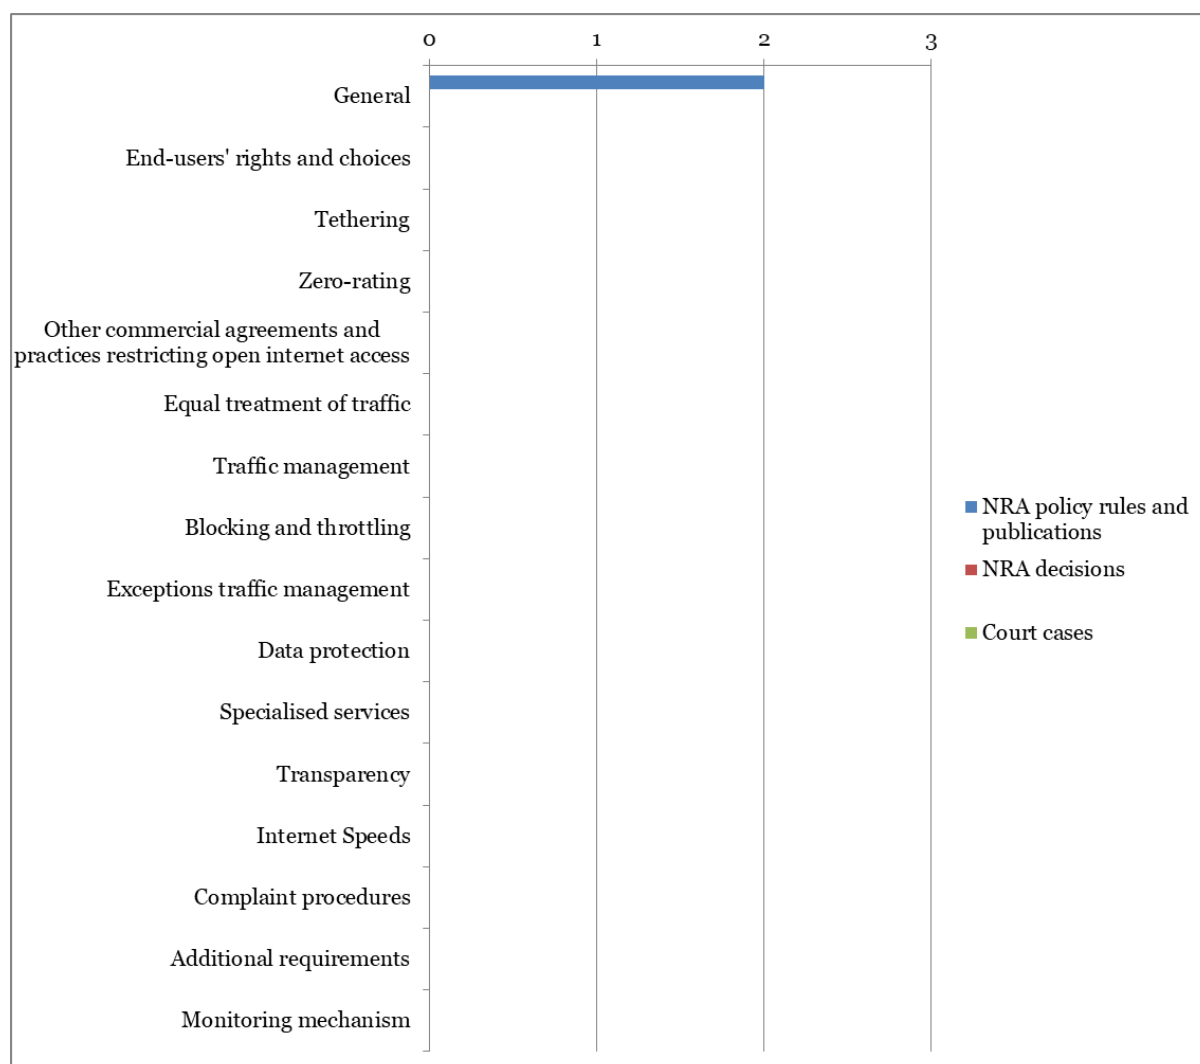 0 1 2 3
General
End-users' rights and choices
Tethering
Zero-rating
Other commercial agreements and
practices restricting open internet access
Equal treatment of traffic
Traffic management
Blocking and throttling
Exceptions traffic management
Data protection
Specialised services
Transparency
Internet Speeds
Complaint procedures
Additional requirements
Monitoring mechanism
NRA policy rules and
publications
NRA decisions
Court cases